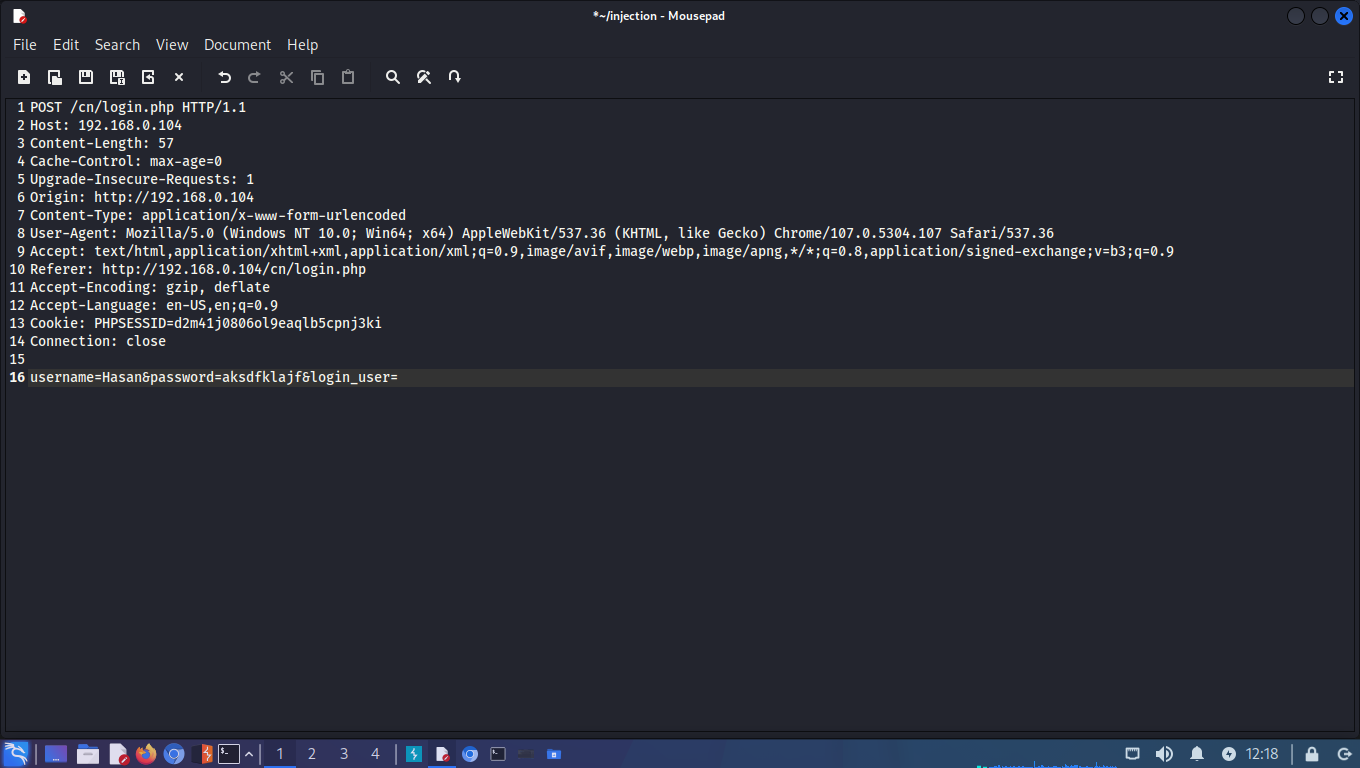 *~/injection - Mousepad
File Edit Search View Document Help
1 POST /cn/login.php HTTP/1.1
2 Host: 192.168.0.104
3 Content-Length: 57
4 Cache-Control: max-age=0
5 Upgrade-Insecure-Requests: 1
6 Origin: http://192.168.0.104
7 Content-Type: application/x-www-form-urlencoded
8 User-Agent: Mozilla/5.0 (Windows NT 10.0; Win64; x64) AppleWebKit/537.36 (KHTML, like Gecko) Chrome/107.0.5304.107 Safari/537.36
9 Accept: text/html,application/xhtml+xml,application/xml;q=0.9,image/avif,image/webp,image/apng,*/*;q=0.8,application/signed-exchange;v=b3;q=0.9
10 Referer: http://192.168.0.104/cn/login.php
11 Accept-Encoding: gzip, deflate
12 Accept-Language: en-US,en;q=0.9
13 Cookie: PHPSESSID=d2m41j0806ol9eaqlb5cpnj3ki
14 Connection: close
15
16 username=Hasan&password=aksdfklajf&login_user=
1 2 3 4 12:18